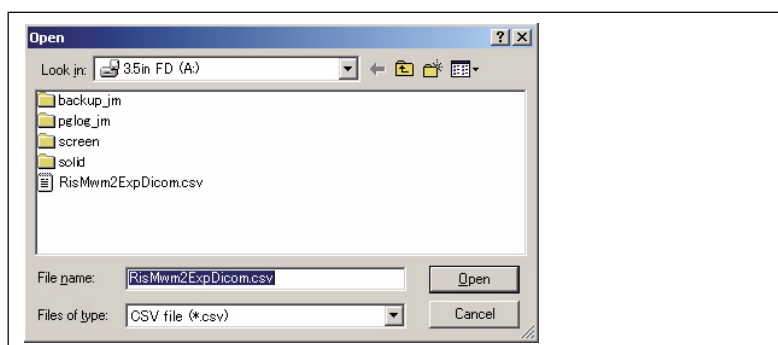 Open
Look in: 3.5in FD (A:)
backup_jm
pglog_jm
screen
solid
RisMwm2ExpDicom.csv
File name: RisMwm2ExpDicom.csv Open
Files of type: CSV file (*.csv) Cancel